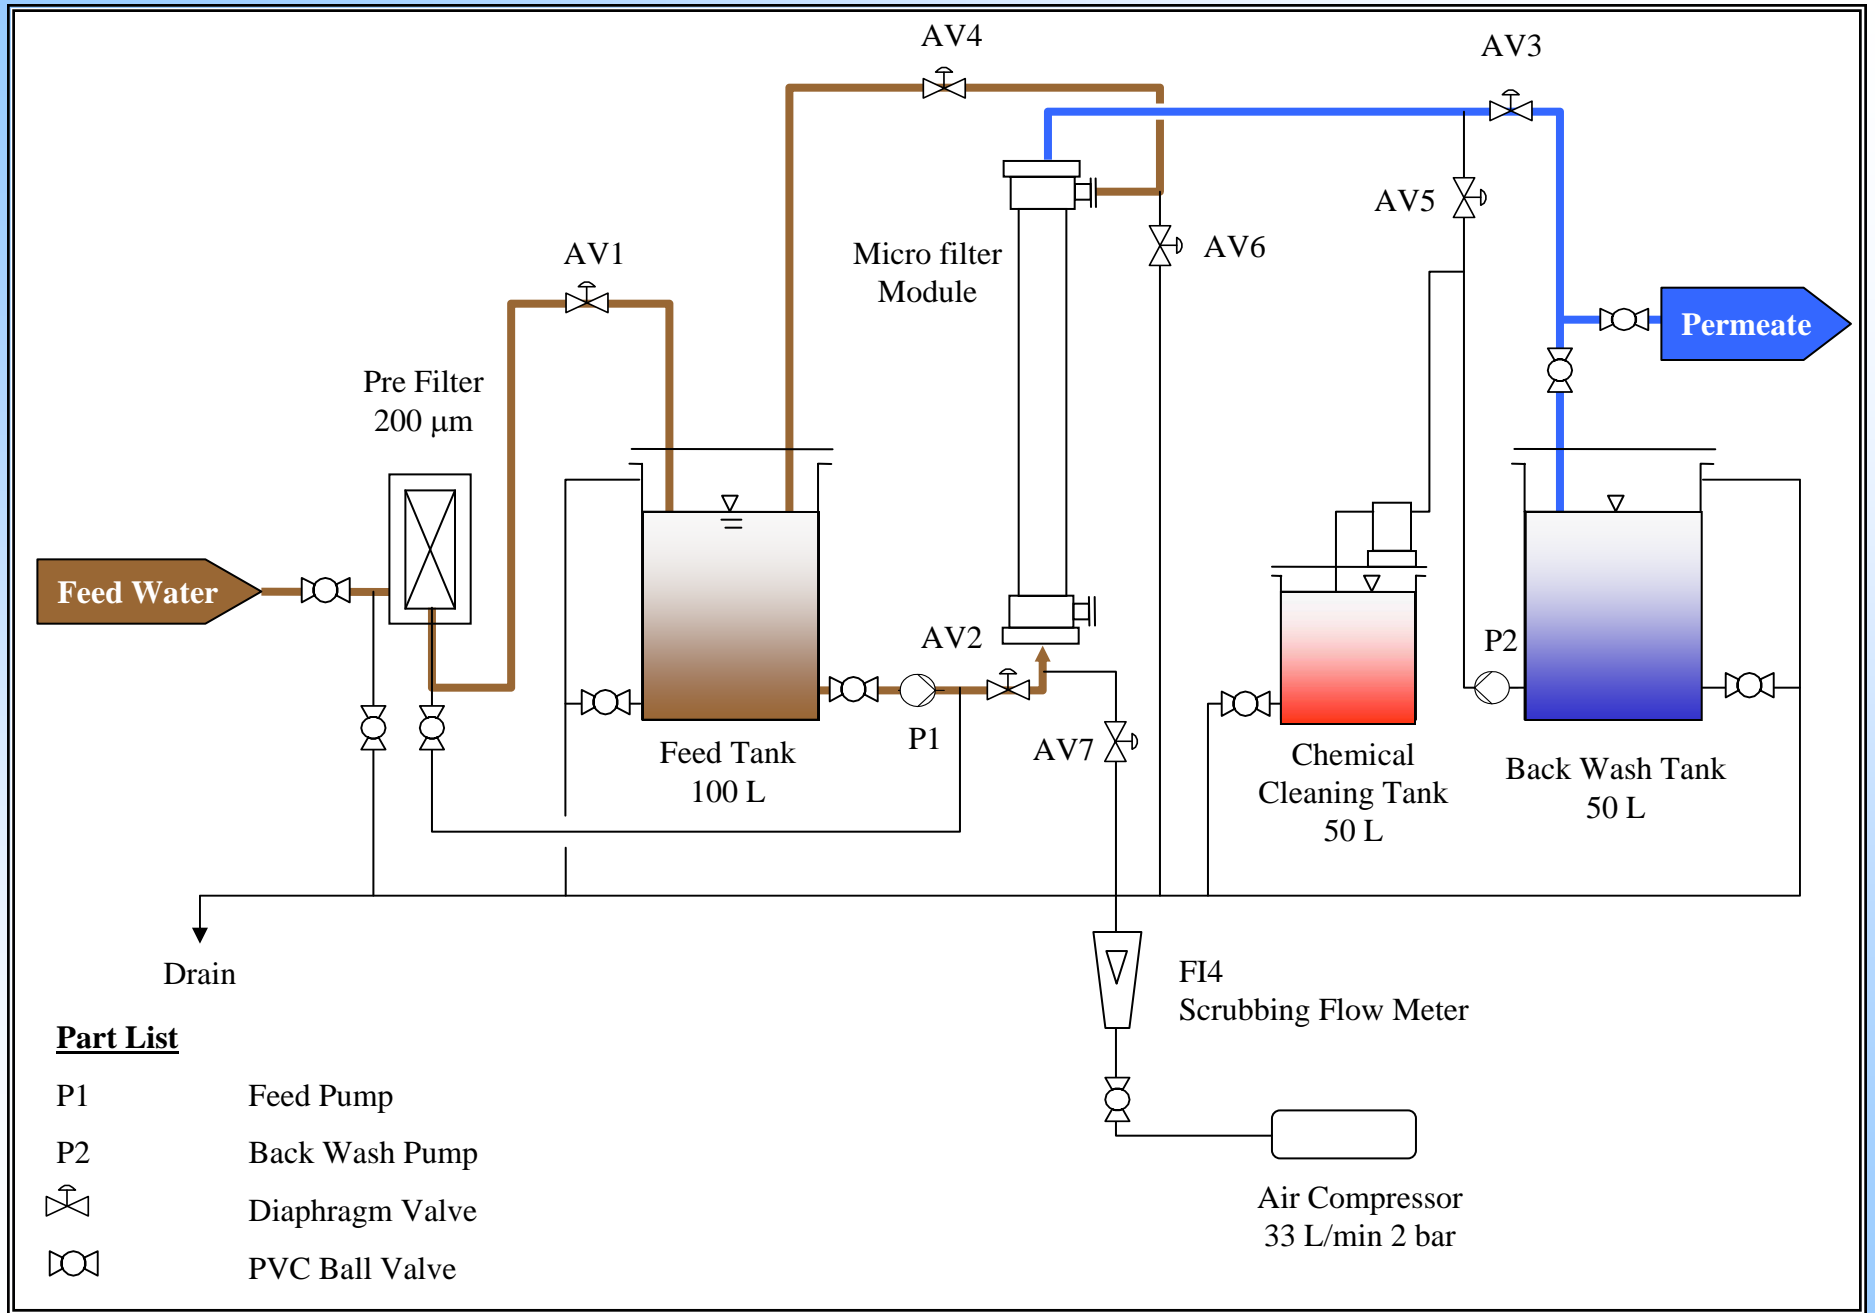 AV4
AV3
AV5
AV6
AV1
Micro filter
Module
Permeate
Pre Filter
200 μm
Feed Water
AV2
P2
P1
AV7
Feed Tank
100 L
Chemical
Cleaning Tank
50 L
Back Wash Tank
50 L
Drain
FI4
Scrubbing Flow Meter
Part List
P1 Feed Pump
P2 Back Wash Pump
Diaphragm Valve
PVC Ball Valve
Air Compressor
33 L/min 2 bar